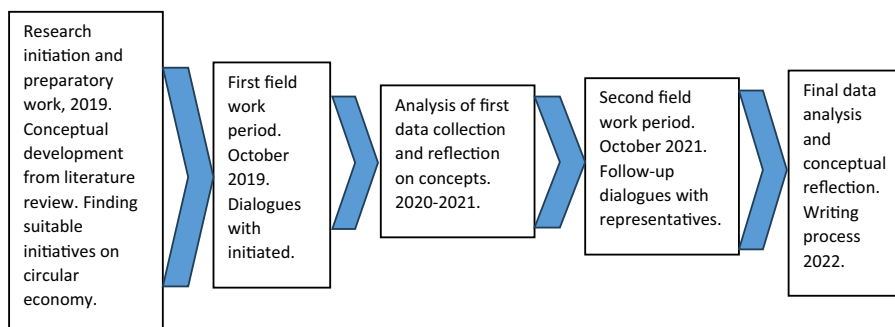 Research
initiation and
preparatory
work, 2019.
Conceptual
development
from literature
review. Finding
suitable
initiatives on
circular
economy.
First field
work
period.
October
2019.
Dialogues
with
initiated.
Analysis of first
data collection
and reflection
on concepts.
2020-2021.
Second field
work period.
October 2021.
Follow-up
dialogues with
representatives.
Final data
analysis
and
conceptual
reflection.
Writing
process
2022.